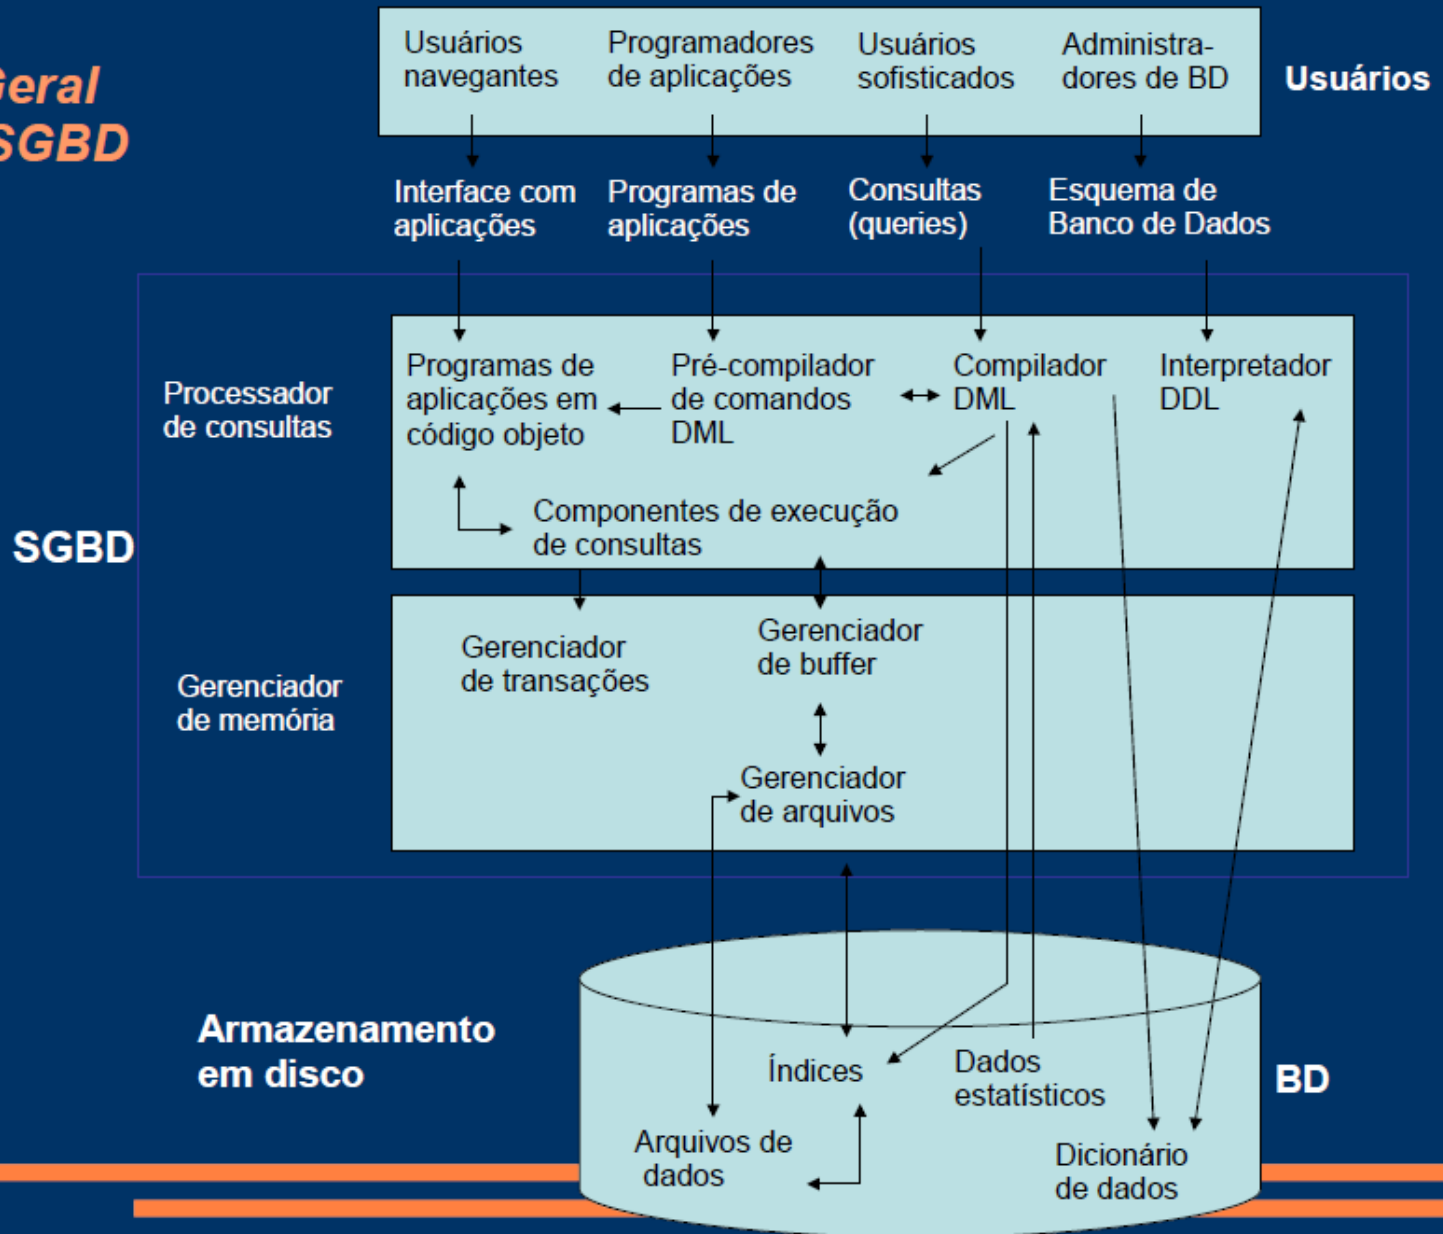 Geral
SGBD
Usuários
navegantes
Programadores
de aplicações
Usuários
sofisticados
Administra-
dores de BD
Usuários
Interface com
aplicações
Programas de
aplicações
Consultas
(queries)
Esquema de
Banco de Dados
Processador
de consultas
Programas de
aplicações em
código objeto
Pré-compilador
de comandos
DML
Compilador
DML
Interpretador
DDL
Componentes de execução
de consultas
SGBD
Gerenciador
de memória
Gerenciador
de transações
Gerenciador
de buffer
Gerenciador
de arquivos
Armazenamento
em disco
Índices
Dados
estatísticos
BD
Arquivos de
dados
Dicionário
de dados